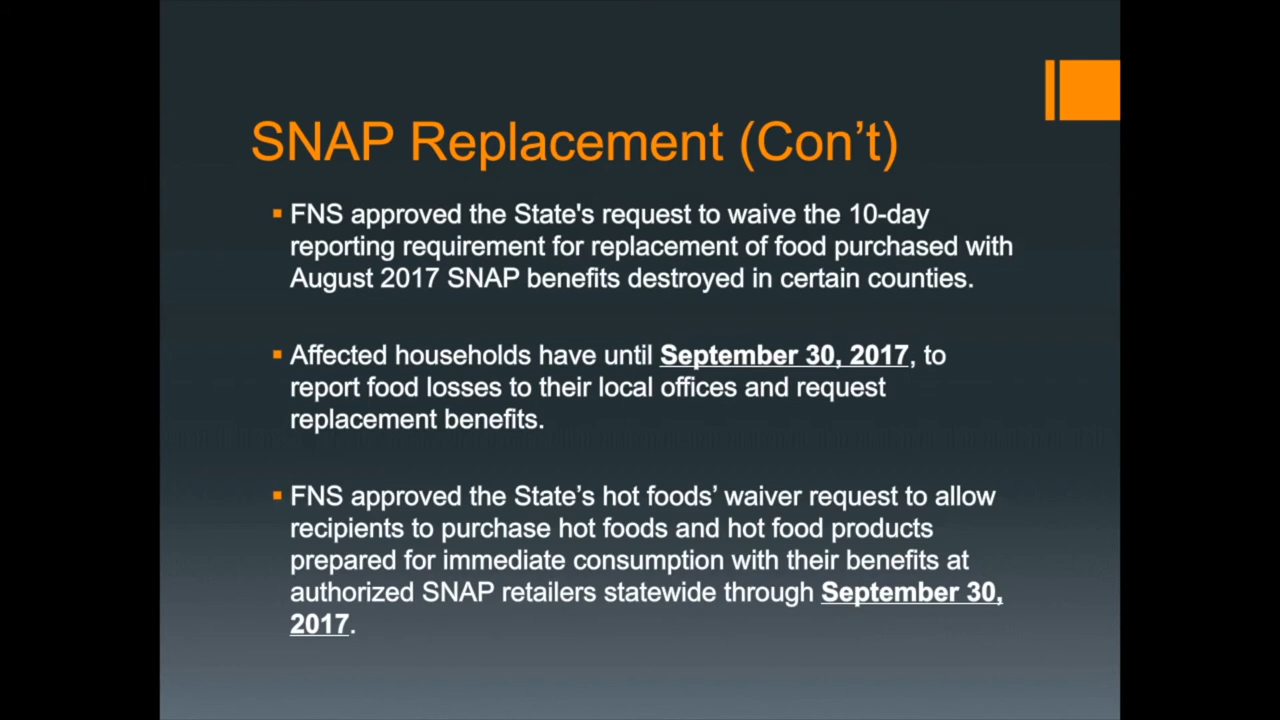 SNAP Replacement (Con’t)
FNS approved the State's request to waive the 10-day
reporting requirement for replacement of food purchased with
August 2017 SNAP benefits destroyed in certain counties.
Affected households have until September 30, 2017, to
report food losses to their local offices and request
replacement benefits.
FNS approved the State’s hot foods’ waiver request to allow
recipients to purchase hot foods and hot food products
prepared for immediate consumption with their benefits at
authorized SNAP retailers statewide through September 30,
2017.